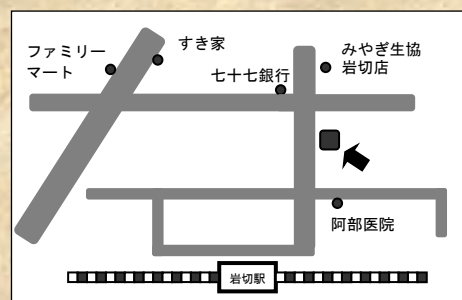 ファミリー
マート
すき家
七十七銀行
みやぎ生協
岩切店
阿部医院
岩切駅